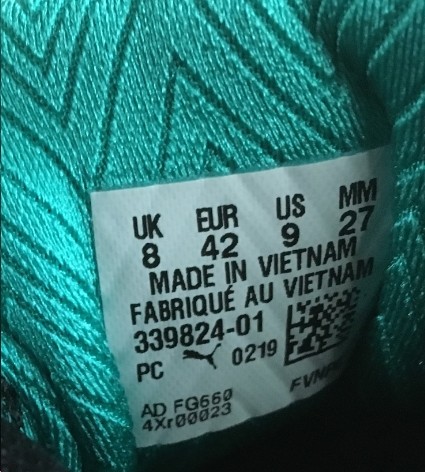 UK EUR US MM
8 42 9 27
MADE IN VIETNAM
FABRIQUÉ AU VIETNAM
339824-01
PC 0219
AD FG660
4Xr00023